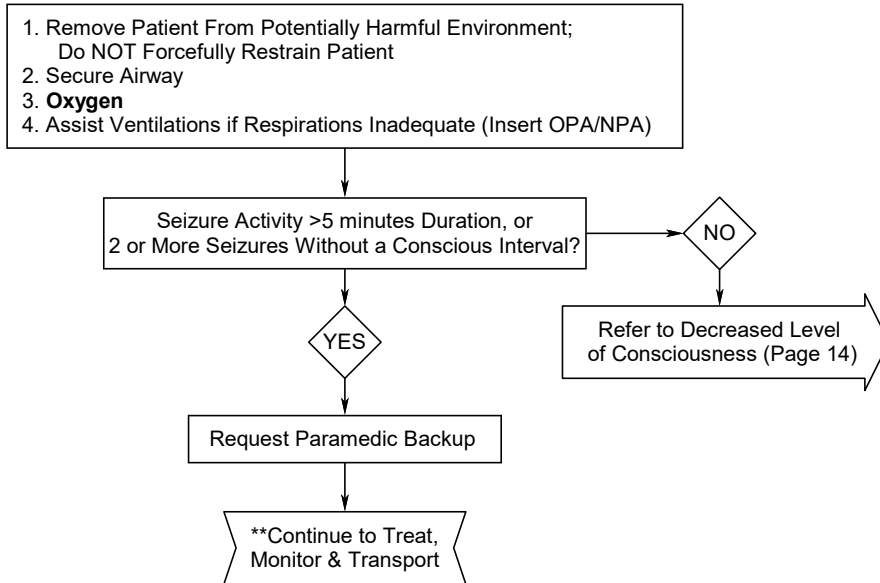 1. Remove Patient From Potentially Harmful Environment;
Do NOT Forcefully Restrain Patient
2. Secure Airway
3. Oxygen
4. Assist Ventilations if Respirations Inadequate (Insert OPA/NPA)
Seizure Activity >5 minutes Duration, or
2 or More Seizures Without a Conscious Interval?
NO
Refer to Decreased Level
of Consciousness (Page 14)
YES
Request Paramedic Backup
**Continue to Treat,
Monitor & Transport